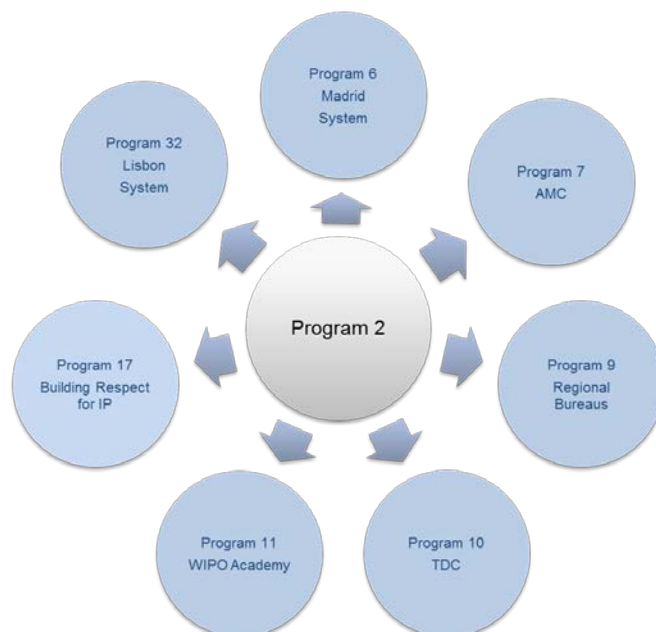 Program 6
Madrid
System
Program 32
Lisbon
System
Program 7
AMC
Program 2
Program 17
Building Respect
for IP
Program 9
Regional
Bureaus
Program 11
WIPO Academy
Program 10
TDC